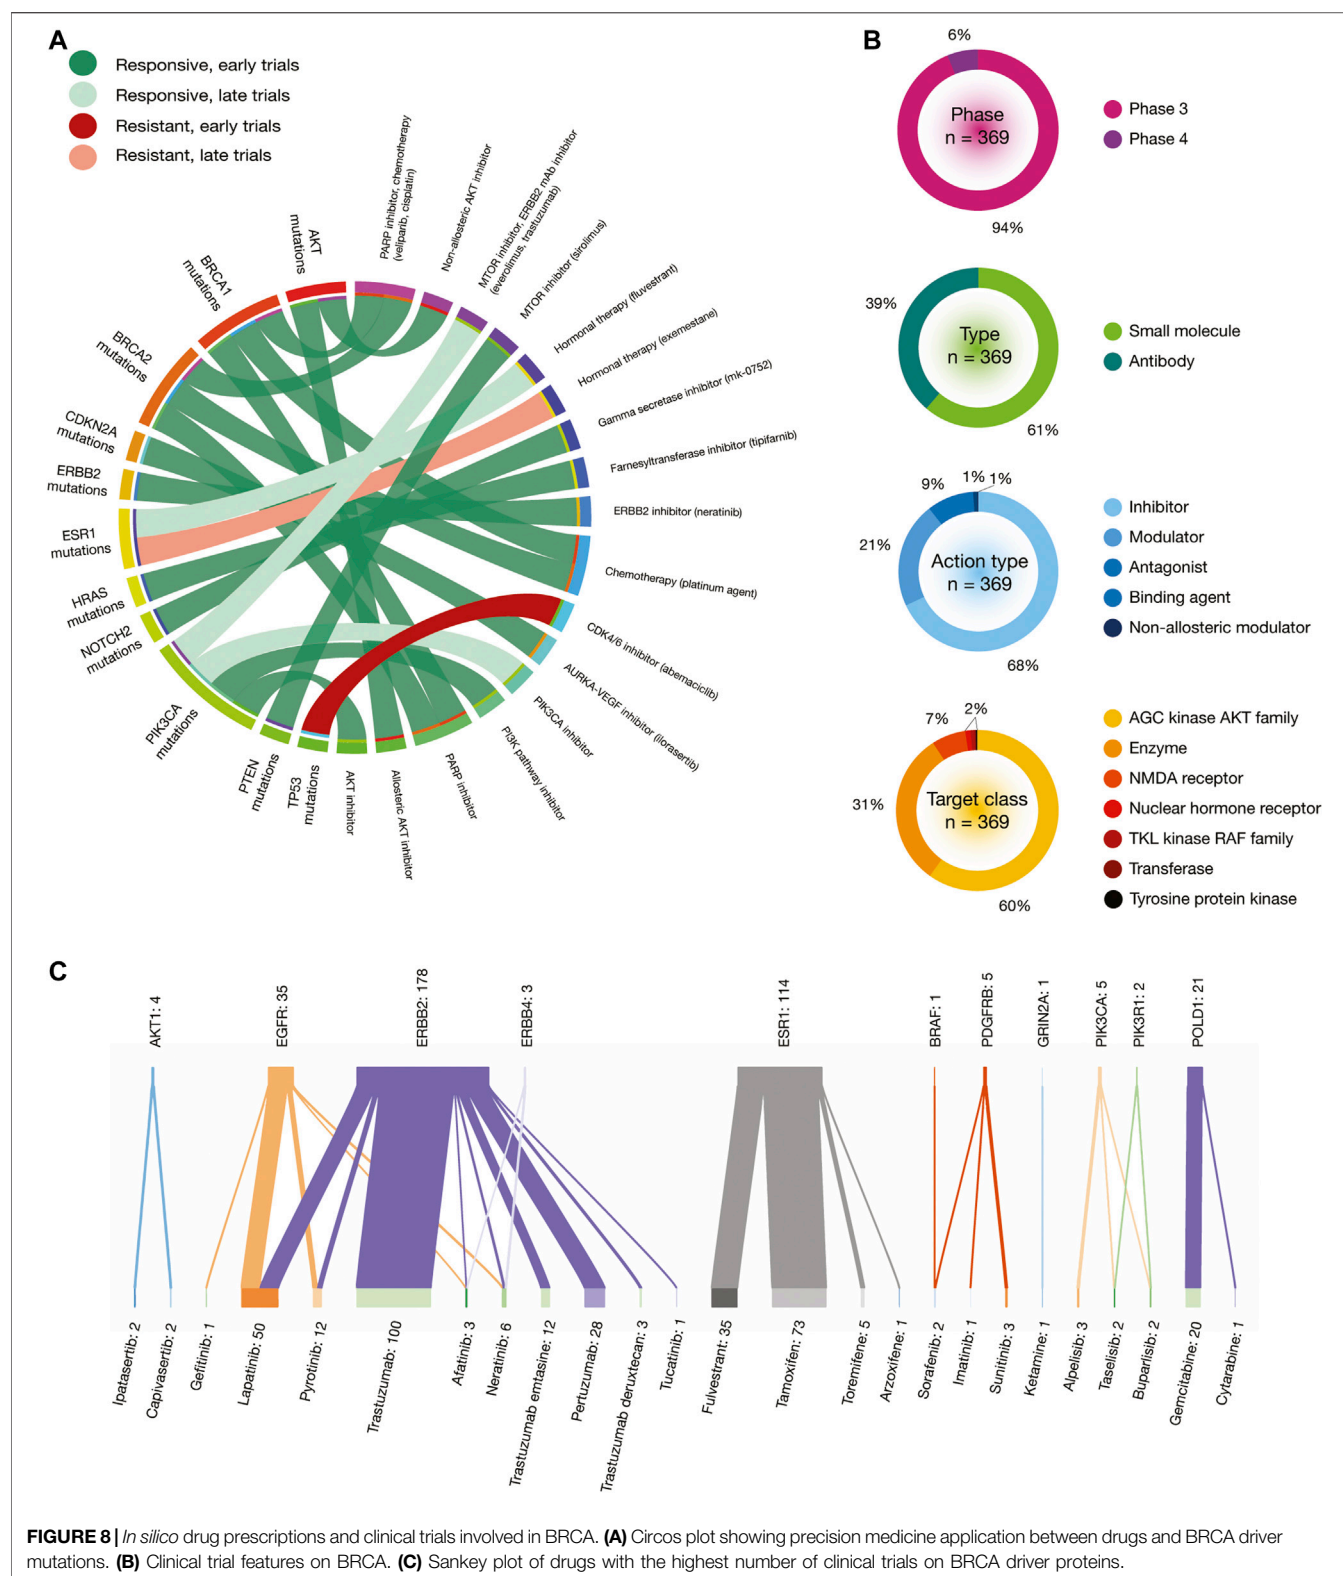 A
Responsive, early trials
Responsive, late trials
Resistant, early trials
Resistant, late trials
AKT
mutations
BRCA1
mutations
BRCA2
mutations
CDKN2A
mutations
ERBB2
mutations
ESR1
mutations
HRAS
mutations
NOTCH2
mutations
PIK3CA
mutations
PTEN
mutations
TP53
mutations
PARP inhibitor, chemotherapy
(veliparib, cisplatin)
Non-allosteric AKT inhibitor
MTOR inhibitor, ERBB2 mAb inhibitor
(everolimus, trastuzumab)
MTOR inhibitor (sirolimus)
Hormonal therapy (fluvestrant)
Hormonal therapy (exemestane)
Gamma secretase inhibitor (mk-0752)
Farnesyltransferase inhibitor (tipifarnib)
ERBB2 inhibitor (neratinib)
Chemotherapy (platinum agent)
CDK4/6 inhibitor (abemaciclib)
AURKA-VEGF inhibitor (ilorasertib)
PIK3CA inhibitor
PI3K pathway inhibitor
PARP inhibitor
Allosteric AKT inhibitor
AKT inhibitor
B
6%
Phase
n = 369
94%
Phase 3
Phase 4
39%
Type
n = 369
61%
Small molecule
Antibody
9%
1%
1%
21%
Action type
n = 369
68%
Inhibitor
Modulator
Antagonist
Binding agent
Non-allosteric modulator
7%
2%
31%
Target class
n = 369
60%
AGC kinase AKT family
Enzyme
NMDA receptor
Nuclear hormone receptor
TKL kinase RAF family
Transferase
Tyrosine protein kinase
C
AKT1: 4
EGFR: 35
ERBB2: 178
ERBB4: 3
ESR1: 114
BRAF: 1
PDGFRB: 5
GRIN2A: 1
PIK3CA: 5
PIK3R1: 2
POLD1: 21
Ipatasertib: 2
Capivasertib: 2
Gefitinib: 1
Lapatinib: 50
Pyrotinib: 12
Trastuzumab: 100
Afatinib: 3
Neratinib: 6
Trastuzumab emtasine: 12
Pertuzumab: 28
Trastuzumab deruxtecan: 3
Tucatinib: 1
Fulvestrant: 35
Tamoxifen: 73
Toremifene: 5
Arzoxifene: 1
Sorafenib: 2
Imatinib: 1
Sunitinib: 3
Ketamine: 1
Alpelisib: 3
Taselisib: 2
Buparlisib: 2
Gemcitabine: 20
Cytarabine: 1
FIGURE 8 | In silico drug prescriptions and clinical trials involved in BRCA. (A) Circos plot showing precision medicine application between drugs and BRCA driver
mutations. (B) Clinical trial features on BRCA. (C) Sankey plot of drugs with the highest number of clinical trials on BRCA driver proteins.